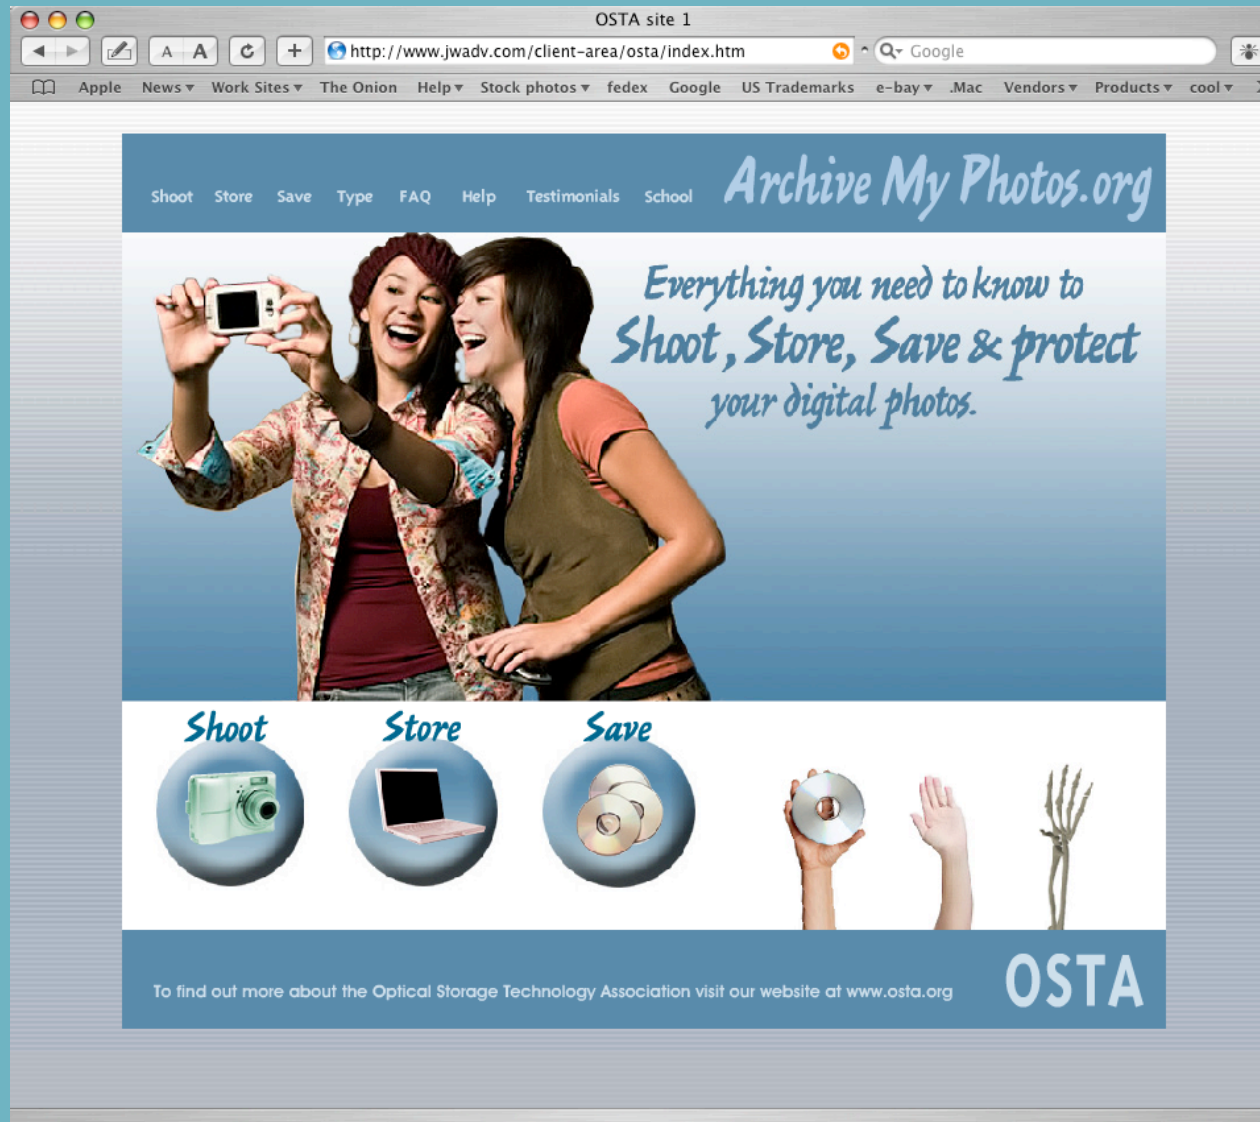 OSTA site 1
A A http://www.jwadv.com/client-area/osta/index.htm Google
Apple News Work Sites The Onion Help Stock photos fedex Google US Trademarks e-bay .Mac Vendors Products cool
Shoot Store Save Type FAQ Help Testimonials School
Archive My Photos.org
Everything you need to know to
Shoot, Store, Save & protect
your digital photos.
Shoot Store Save
To find out more about the Optical Storage Technology Association visit our website at www.osta.org
OSTA